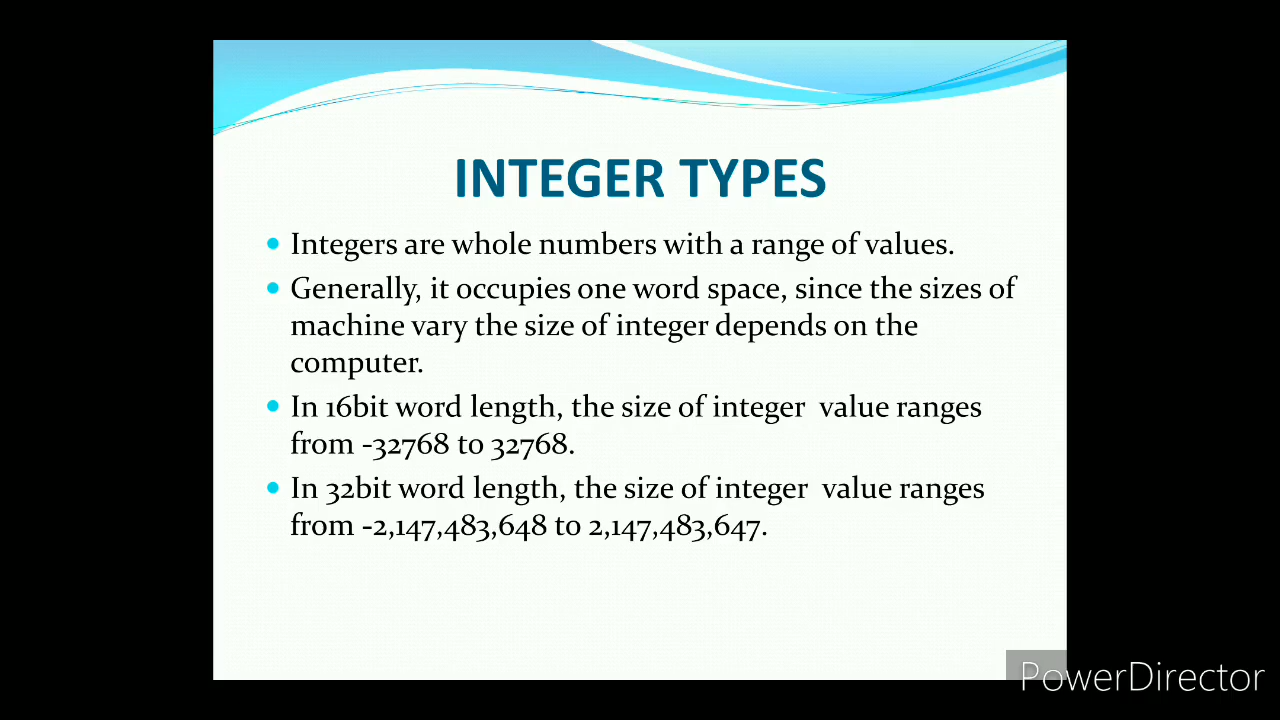 INTEGER TYPES
Integers are whole numbers with a range of values.
Generally, it occupies one word space, since the sizes of
machine vary the size of integer depends on the
computer.
In 16bit word length, the size of integer value ranges
from -32768 to 32768.
In 32bit word length, the size of integer value ranges
from -2,147,483,648 to 2,147,483,647.
PowerDirector